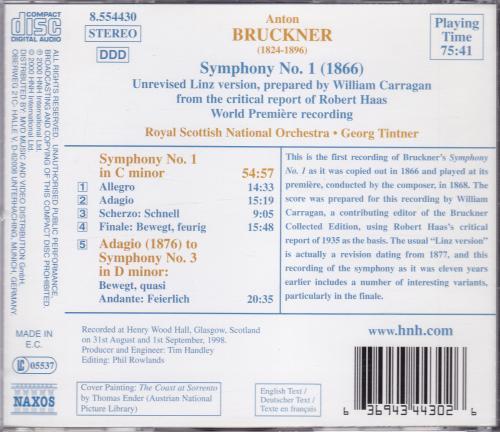 COMPACT
disc
DIGITAL AUDIO
8.554430
STEREO
DDD
Anton
BRUCKNER
(1824-1896)
Playing
Time
75:41
Symphony No. 1 (1866)
Unrevised Linz version, prepared by William Carragan
from the critical report of Robert Haas
World Première recording
Royal Scottish National Orchestra • Georg Tintner
Symphony No. 1
in C minor 54:57
1 Allegro 14:33
2 Adagio 15:19
3 Scherzo: Schnell 9:05
4 Finale: Bewegt, feurig 15:48
5 Adagio (1876) to
Symphony No. 3
in D minor:
Bewegt, quasi
Andante: Feierlich 20:35
This is the first recording of Bruckner's Symphony
No. 1 as it was copied out in 1866 and played at its
première, conducted by the composer, in 1868. The
score was prepared for this recording by William
Carragan, a contributing editor of the Bruckner
Collected Edition, using Robert Haas's critical
report of 1935 as the basis. The usual "Linz version"
is actually a revision dating from 1877, and this
recording of the symphony as it was eleven years
earlier includes a number of interesting variants,
particularly in the finale.
Recorded at Henry Wood Hall, Glasgow, Scotland
on 31st August and 1st September, 1998.
Producer and Engineer: Tim Handley
Editing: Phil Rowlands
www.hnh.com
Cover Painting: The Coast at Sorrento
by Thomas Ender (Austrian National
Picture Library)
English Text /
Deutscher Text /
Texte en français
6 36943 44302 6
℗ 2000 HNH International Ltd.
© 2000 HNH International Ltd.
BROADCASTING AND COPYING OF THIS COMPACT DISC PROHIBITED.
ALL RIGHTS RESERVED. UNAUTHORISED PUBLIC PERFORMANCE,
DISTRIBUTED BY: MVD MUSIC AND VIDEO DISTRIBUTION GmbH,
OBERWEG 21C - HALLE V, D-82008 UNTERHACHING, MUNICH, GERMANY
MADE IN
E.C.
LC 05537
NAXOS